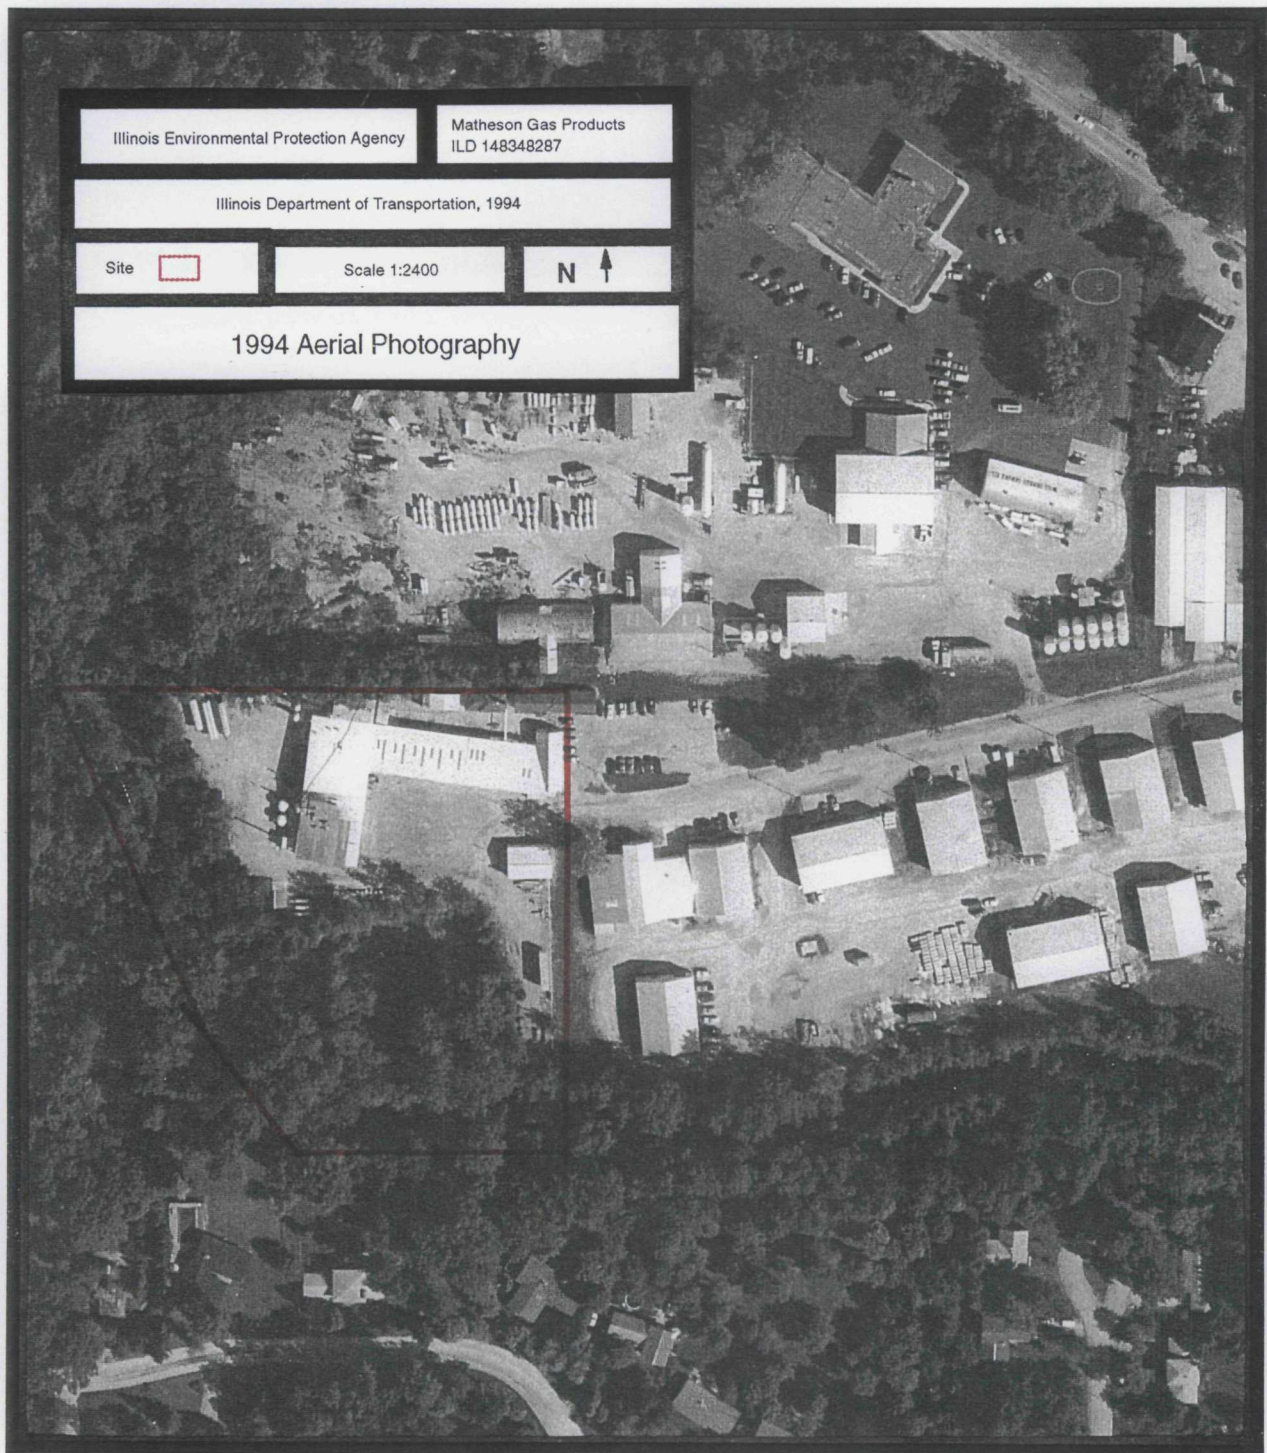 Illinois Environmental Protection Agency
Matheson Gas Products
ILD 148348287
Illinois Department of Transportation, 1994
Site
Scale 1:2400
N
1994 Aerial Photography